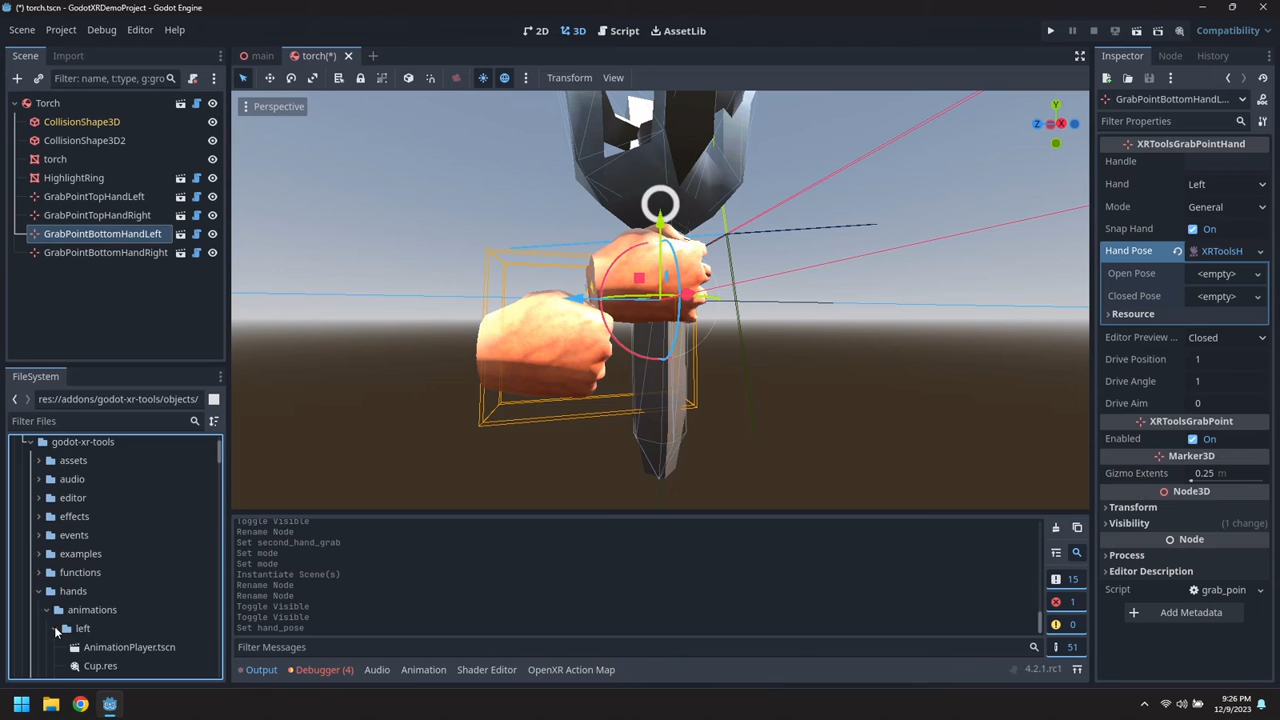 (*) torch.tscn - GodotXRDemoProject - Godot Engine
Scene Project Debug Editor Help
2D 3D Script AssetLib
Compatibility
Scene Import
main torch(*)
Inspector Node History
Filter: name, t:type, g:gro
Transform View
Perspective
Torch
CollisionShape3D
CollisionShape3D2
torch
HighlightRing
GrabPointTopHandLeft
GrabPointTopHandRight
GrabPointBottomHandLeft
GrabPointBottomHandRight
Y
Z X
GrabPointBottomHandL...
Filter Properties
XRToolsGrabPointHand
Handle
Hand Left
Mode General
Snap Hand On
Hand Pose XRToolsH
Open Pose <empty>
Closed Pose <empty>
Resource
Editor Preview ... Closed
Drive Position 1
Drive Angle 1
Drive Aim 0
XRToolsGrabPoint
Enabled On
Marker3D
Gizmo Extents 0.25 m
Node3D
Transform
Visibility (1 change)
Node
Process
Editor Description
Script grab_poin
Add Metadata
FileSystem
res://addons/godot-xr-tools/objects/
Filter Files
godot-xr-tools
assets
audio
editor
effects
events
examples
functions
hands
animations
left
AnimationPlayer.tscn
Cup.res
Toggle Visible
Rename Node
Set second_hand_grab
Set mode
Set mode
Instantiate Scene(s)
Rename Node
Rename Node
Toggle Visible
Toggle Visible
Set hand_pose
15
1
0
51
Filter Messages
Output Debugger (4) Audio Animation Shader Editor OpenXR Action Map
4.2.1.rc1
9:26 PM
12/9/2023